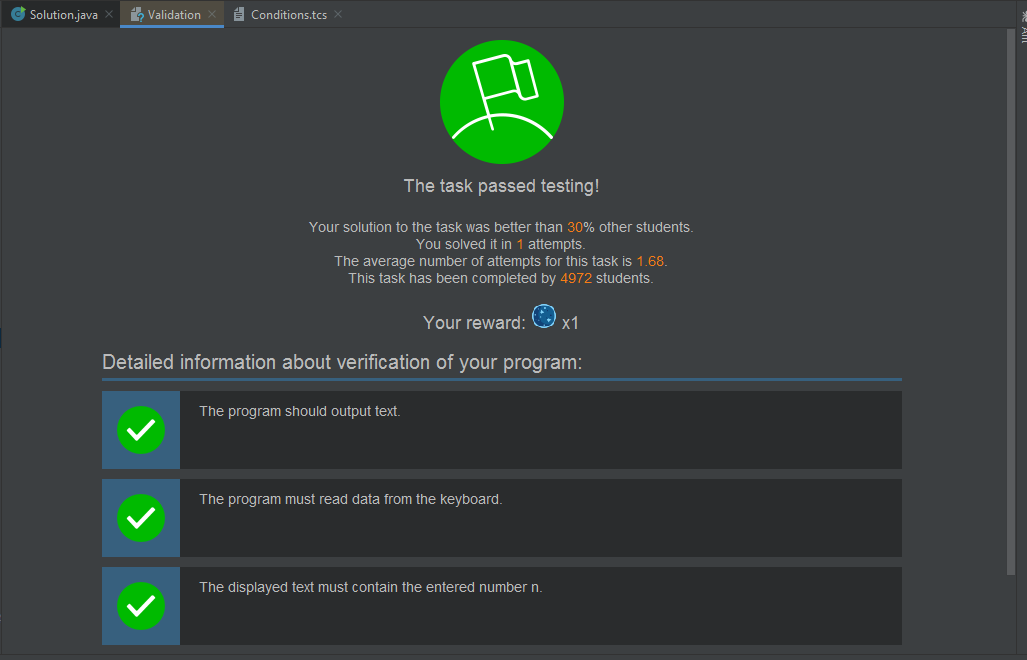 Solution.java
Validation
Conditions.tcs
The task passed testing!
Your solution to the task was better than 30% other students.
You solved it in 1 attempts.
The average number of attempts for this task is 1.68.
This task has been completed by 4972 students.
Your reward: x1
Detailed information about verification of your program:
The program should output text.
The program must read data from the keyboard.
The displayed text must contain the entered number n.